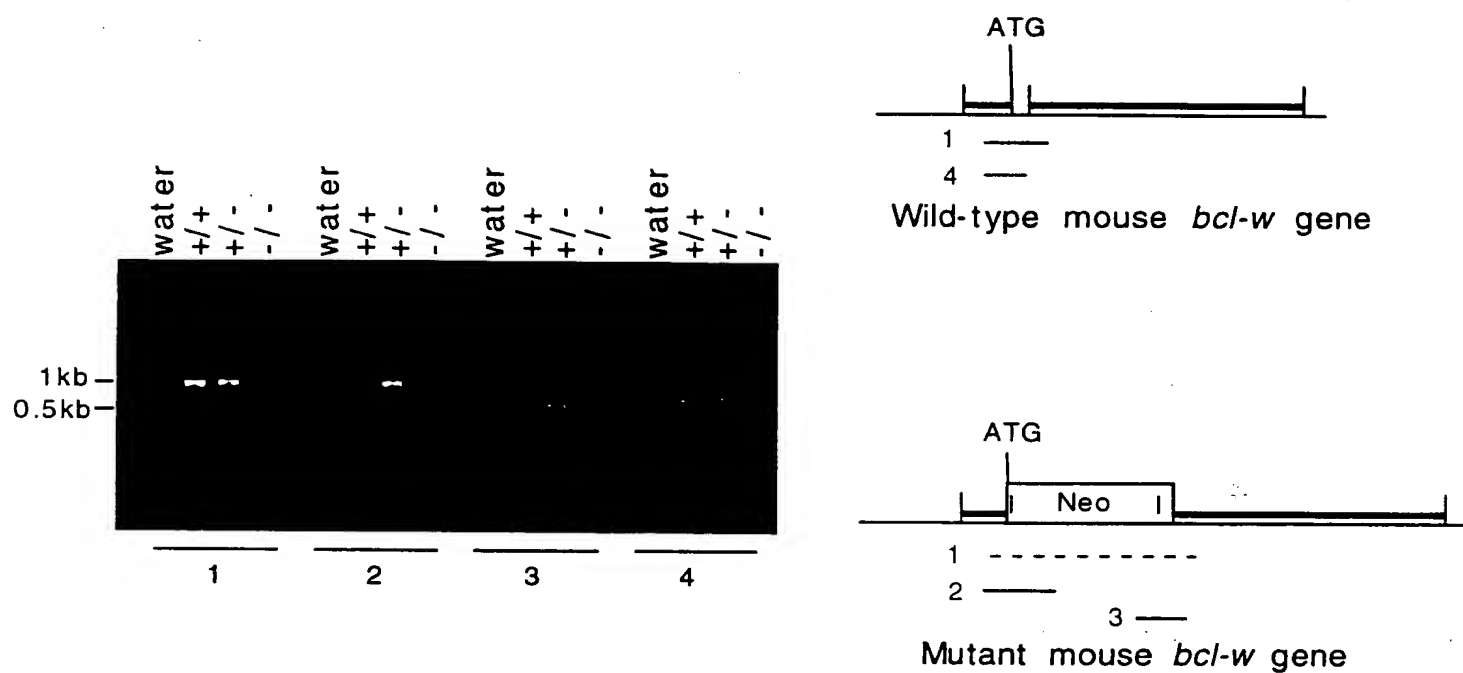 water
+/+
+/-
-/-
water
+/+
+/-
-/-
water
+/+
+/-
-/-
water
+/+
+/-
-/-
1kb
0.5kb
1
2
3
4
ATG
1
4
Wild-type mouse bcl-w gene
ATG
Neo
1
2
3
Mutant mouse bcl-w gene